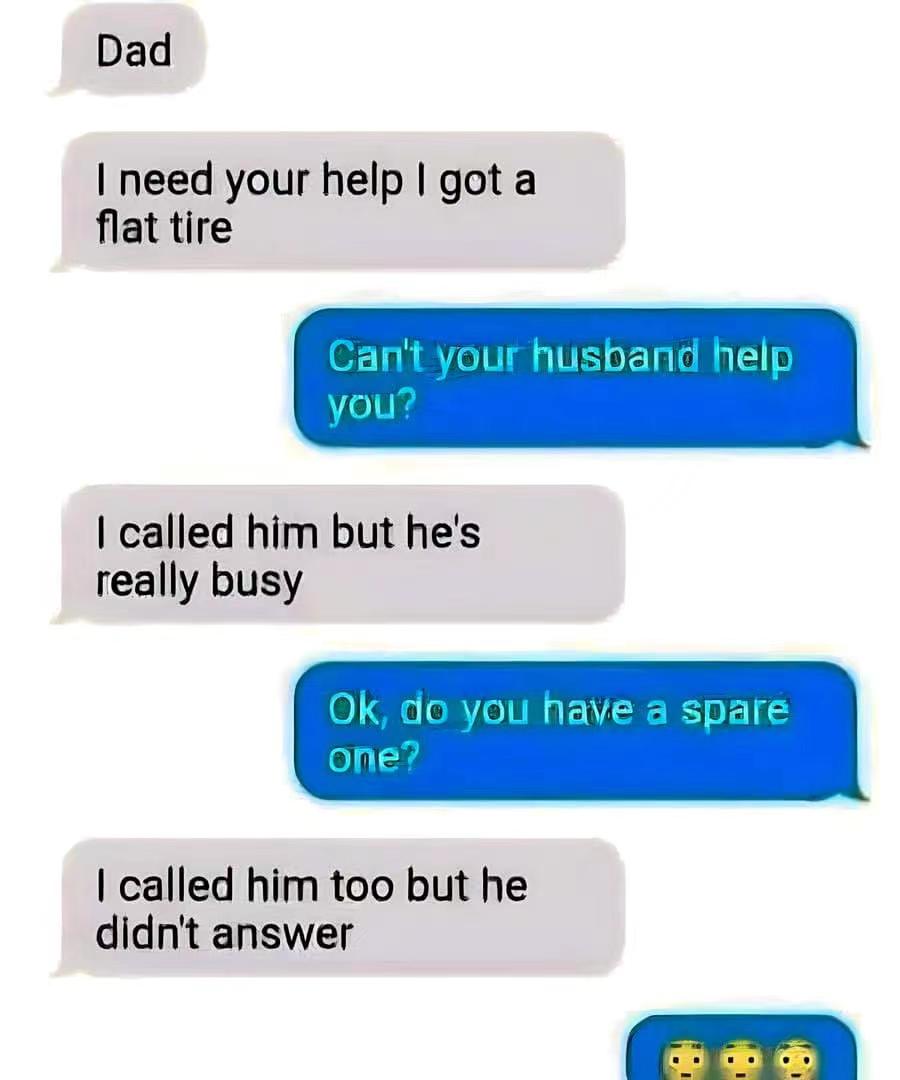 Dad
I need your help I got a
flat tire
Can't your husband help
you?
I called him but he's
really busy
Ok, do you have a spare
one?
I called him too but he
didn't answer
😳😳😳